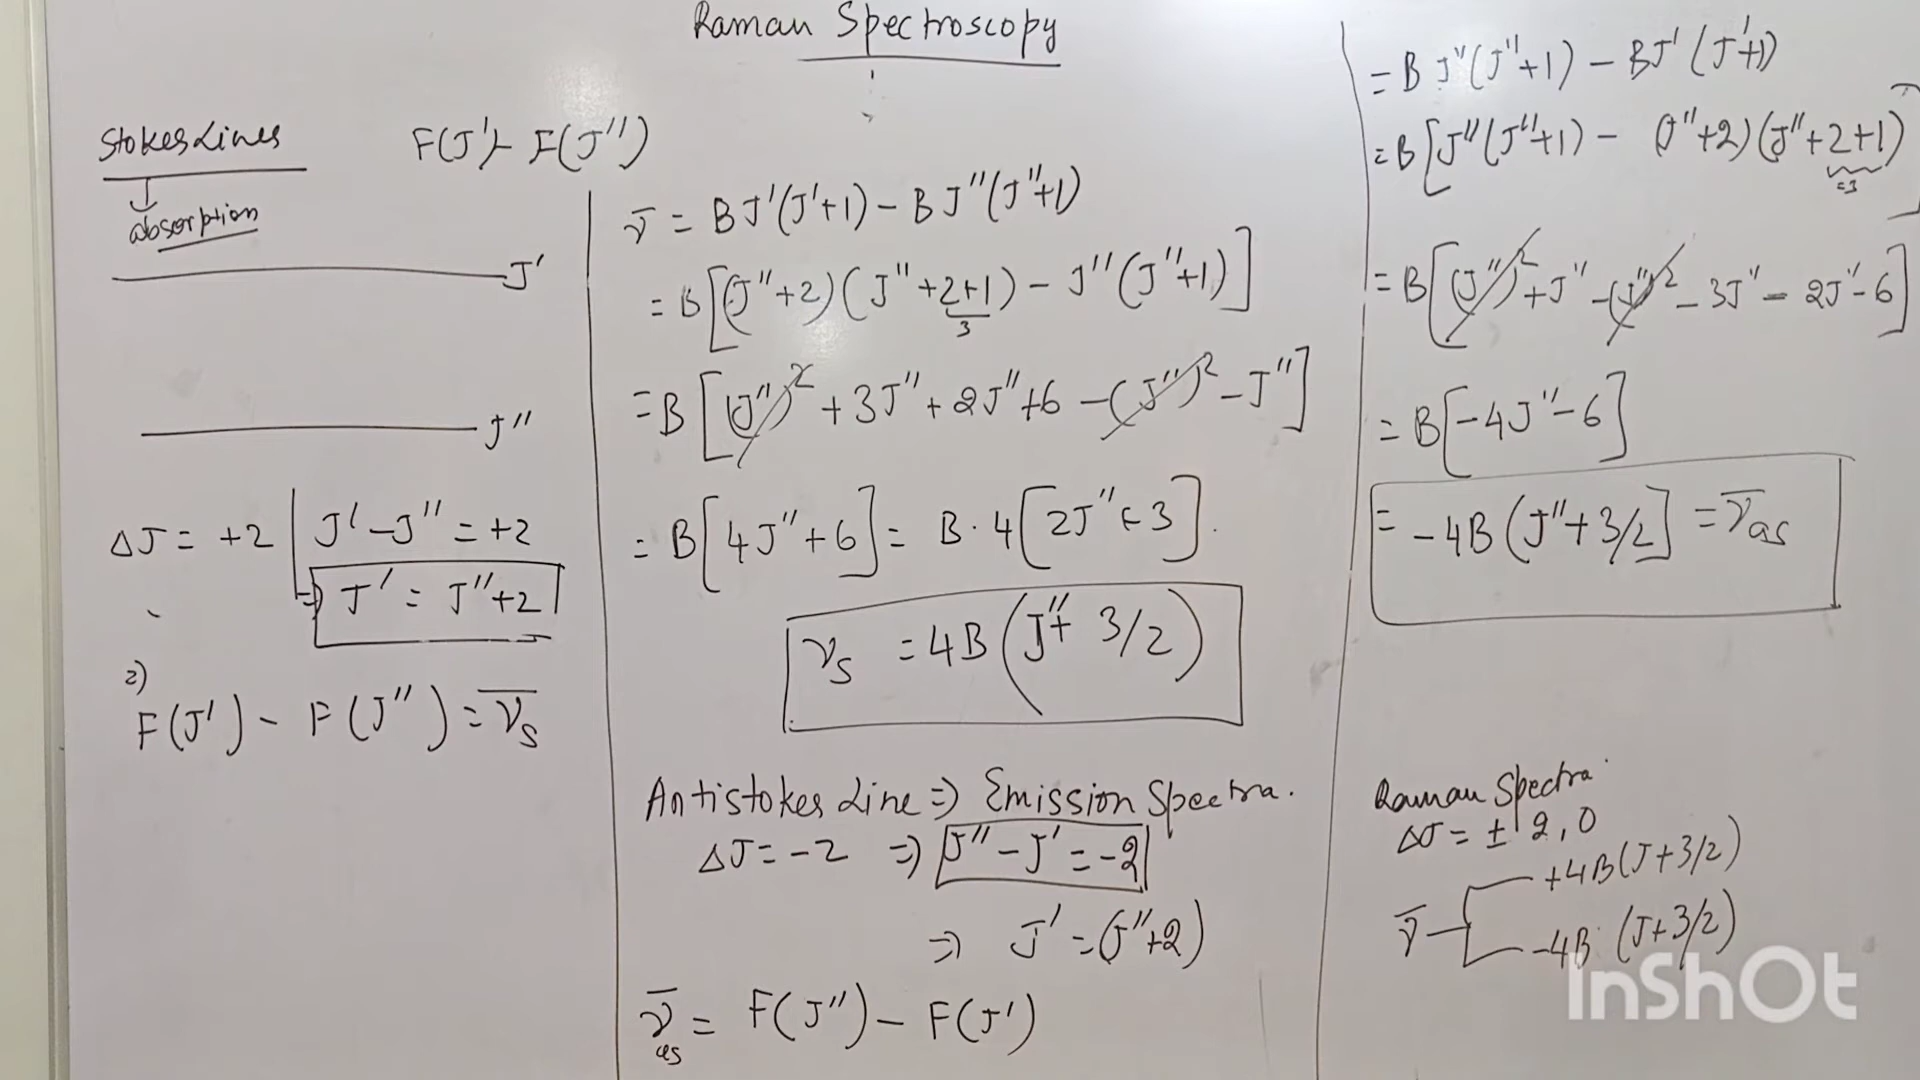 Raman Spectroscopy
Stokes Lines
absorption
J'
J''
ΔJ = +2 | J' - J'' = +2
=> J' = J''+2
2)
F(J') - F(J'') = ν̄s
F(J') - F(J'')
ν̄ = BJ'(J'+1) - BJ''(J''+1)
= B[(J''+2)(J''+2+1) - J''(J''+1)]
3
= B[(J'')² + 3J'' + 2J'' + 6 - (J'')² - J'']
= B[4J''+6] = B·4[2J''+3].
νs = 4B(J''+ 3/2)
Antistokes Line => Emission Spectra.
ΔJ = -2 => J'' - J' = -2
=> J' = (J''+2)
ν̄as = F(J'') - F(J')
= B J''(J''+1) - BJ'(J'+1)
= B[J''(J''+1) - (J''+2)(J''+2+1)]
=3
= B[(J'')² + J'' - (J'')² - 3J'' - 2J'' - 6]
= B[-4J'' - 6]
= -4B(J''+3/2] = ν̄as
Raman Spectra
ΔJ = ±2, 0
+4B(J+3/2)
ν̄
-4B (J+3/2)
InShOt